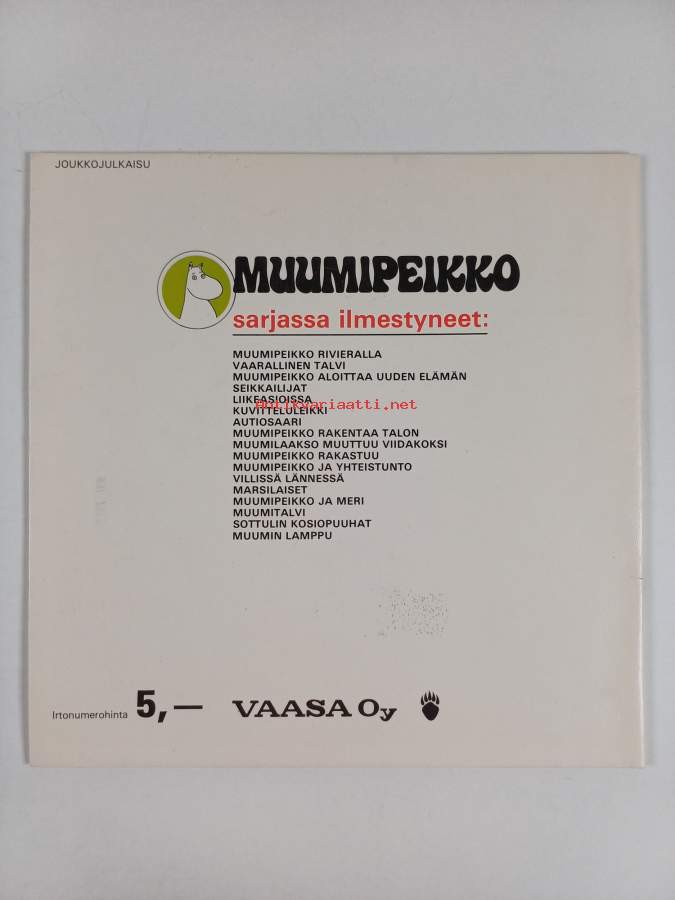 JOUKKOJULKAISU
MUUMIPEIKKO
sarjassa ilmestyneet:
MUUMIPEIKKO RIVIERALLA
VAARALLINEN TALVI
MUUMIPEIKKO ALOITTAA UUDEN ELÄMÄN
SEIKKAILIJAT
LIIKEASIOISSA
Antikvariaatti.net
KUVITTELULEIKKI
AUTIOSAARI
MUUMIPEIKKO RAKENTAA TALON
MUUMILAAKSO MUUTTUU VIIDAKOKSI
MUUMIPEIKKO RAKASTUU
MUUMIPEIKKO JA YHTEISTUNTO
VILLISSÄ LÄNNESSÄ
MARSILAISET
MUUMIPEIKKO JA MERI
MUUMITALVI
SOTTULIN KOSIOPUUHAT
MUUMIN LAMPPU
Irtonumerohinta 5,— VAASA Oy